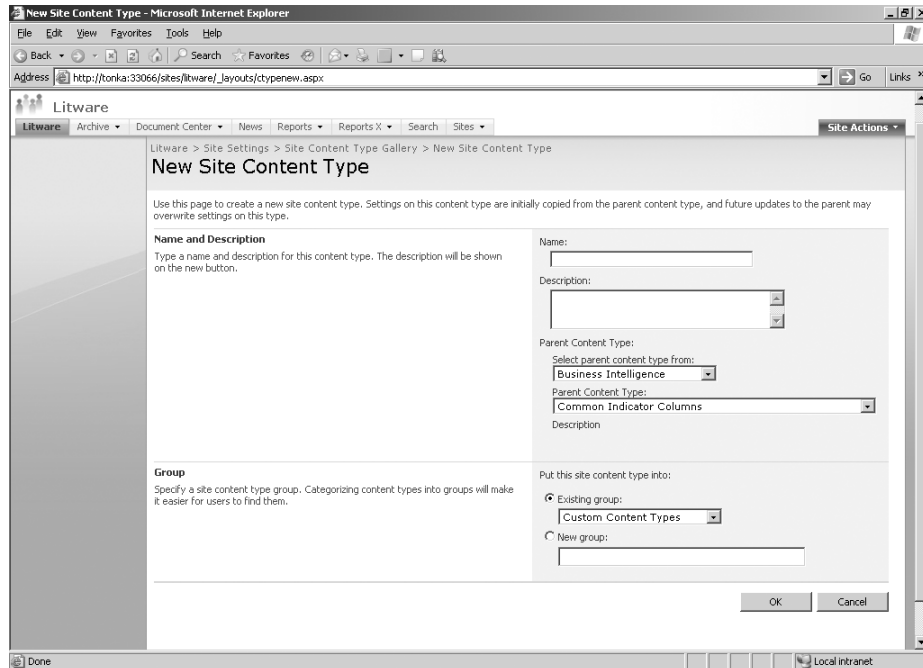 New Site Content Type - Microsoft Internet Explorer
File Edit View Favorites Tools Help
Back Search Favorites
Address http://tonka:33066/sites/litware/_layouts/ctypenew.aspx Go Links »
Litware
Litware Archive Document Center News Reports Reports X Search Sites Site Actions
Litware > Site Settings > Site Content Type Gallery > New Site Content Type
New Site Content Type
Use this page to create a new site content type. Settings on this content type are initially copied from the parent content type, and future updates to the parent may
overwrite settings on this type.
Name and Description
Type a name and description for this content type. The description will be shown
on the new button.
Name:
Description:
Parent Content Type:
Select parent content type from:
Business Intelligence
Parent Content Type:
Common Indicator Columns
Description
Group
Specify a site content type group. Categorizing content types into groups will make
it easier for users to find them.
Put this site content type into:
Existing group:
Custom Content Types
New group:
OK Cancel
Done Local intranet